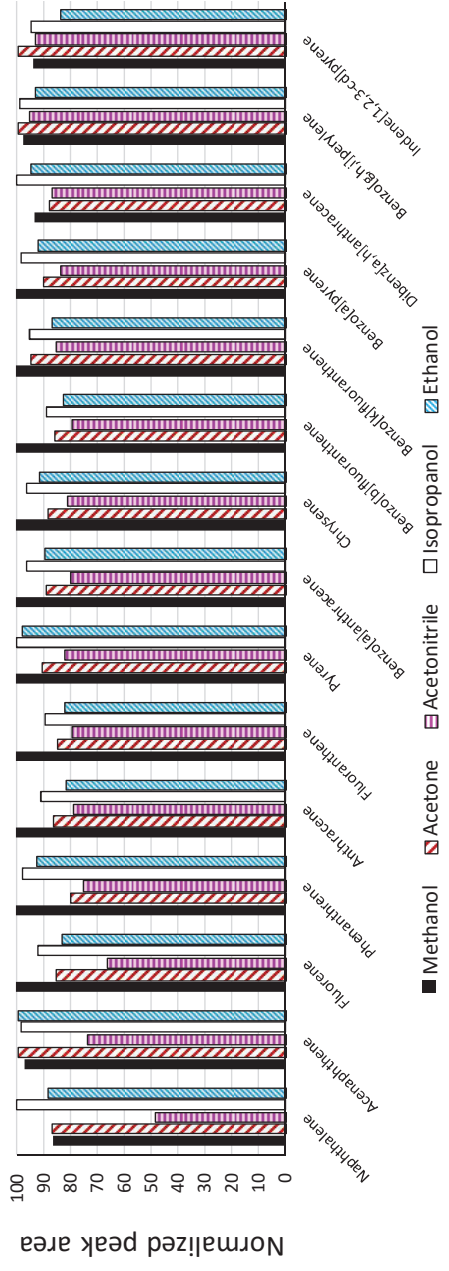 Normalized peak area
100
90
80
70
60
50
40
30
20
10
0
Naphthalene
Acenaphthene
Fluorene
Phenanthrene
Anthracene
Fluoranthene
Pyrene
Benzo[a]anthracene
Chrysene
Benzo[b]fluoranthene
Benzo[k]fluoranthene
Benzo[a]pyrene
Dibenz[a,h]anthracene
Benzo[g,h,i]perylene
Indene[1,2,3-cd]pyrene
Methanol Acetone Acetonitrile Isopropanol Ethanol